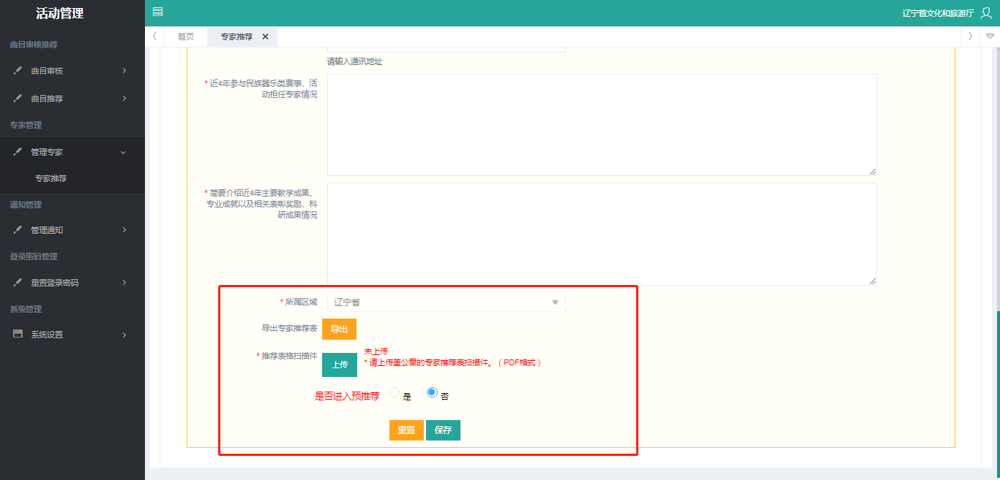 活动管理
辽宁省文化和旅游厅
首页
专家推荐
曲目审核推荐
曲目审核
曲目推荐
专家管理
管理专家
专家推荐
通知管理
管理通知
登录密码管理
重置登录密码
系统管理
系统设置
请输入通讯地址
* 近4年参与民族器乐类赛事、活
动担任专家情况
* 简要介绍近4年主要教学成果、
专业成就以及相关表彰奖励、科
研成果情况
* 所属区域 辽宁省
导出专家推荐表 导出
* 推荐表格扫描件 上传
未上传
* 请上传盖公章的专家推荐表扫描件。（PDF格式）
是否进入预推荐 是 否
重置 保存